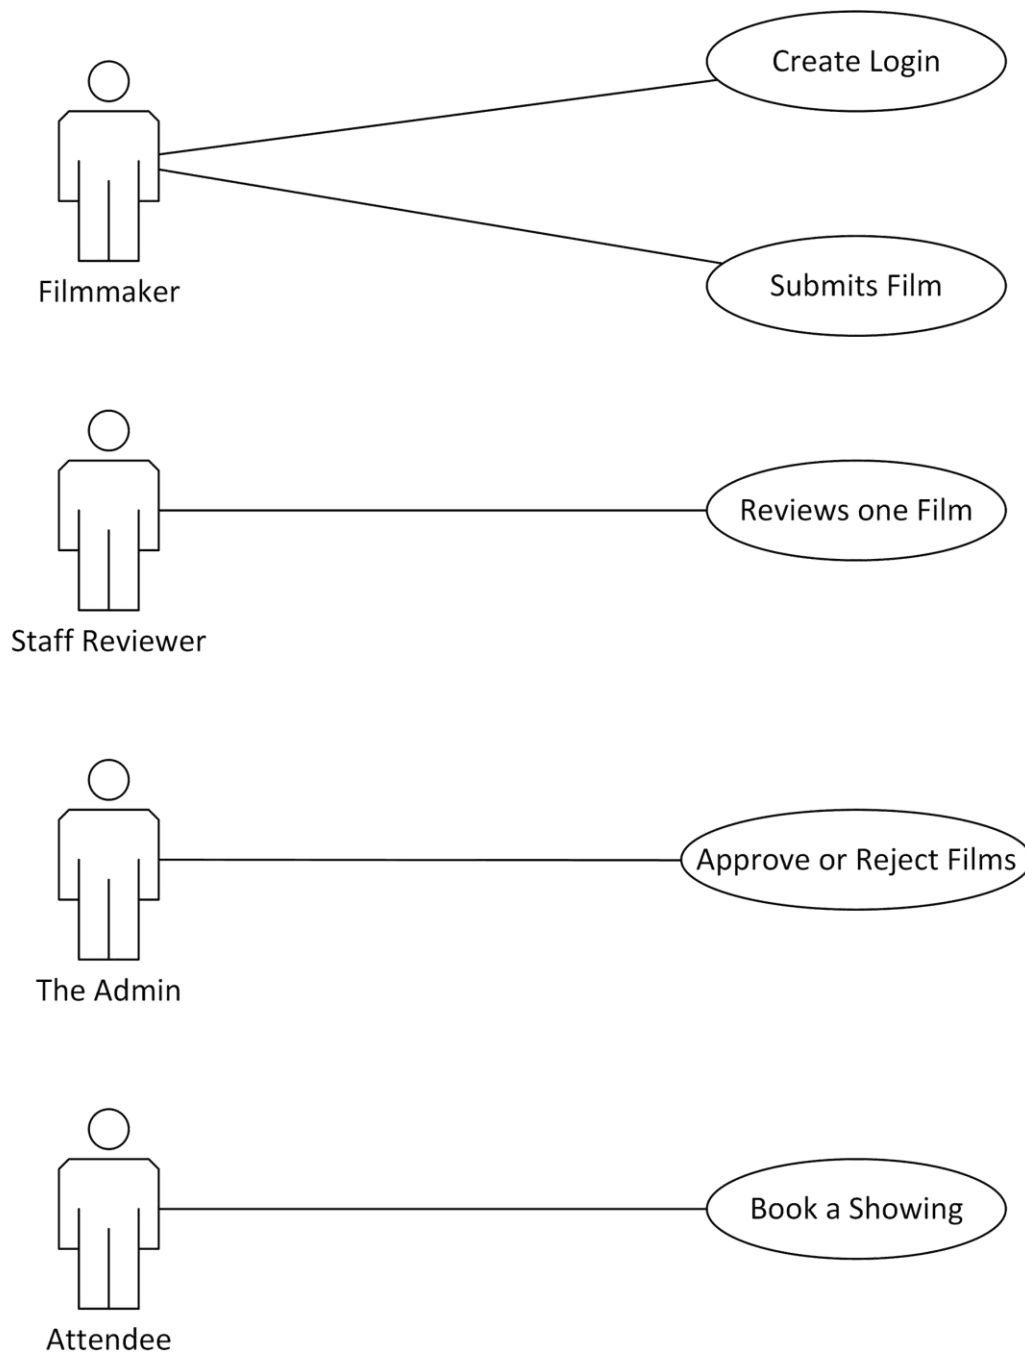 Create Login
Filmmaker
Submits Film
Reviews one Film
Staff Reviewer
Approve or Reject Films
The Admin
Book a Showing
Attendee